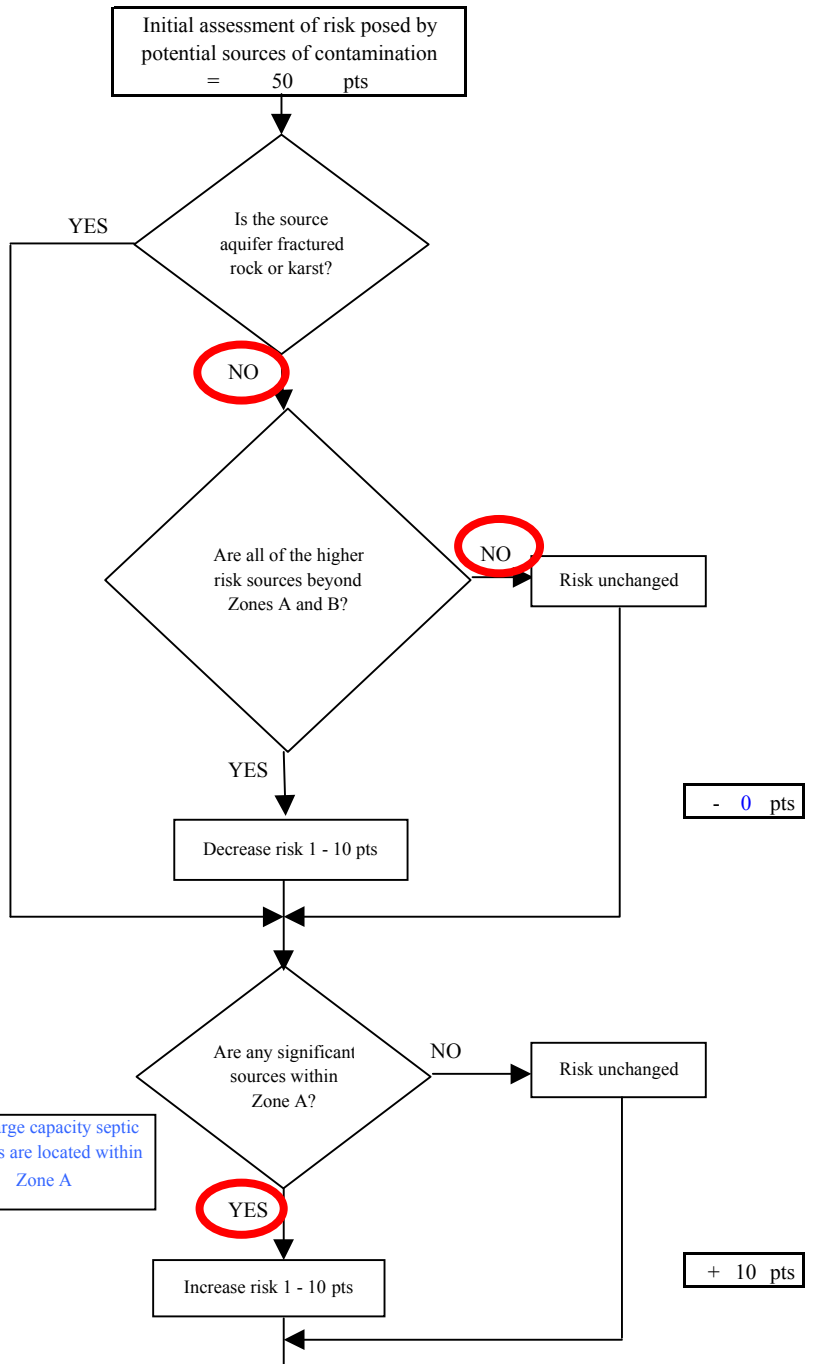 Initial assessment of risk posed by
potential sources of contamination
= 50 pts
YES
Is the source
aquifer fractured
rock or karst?
NO
Are all of the higher
risk sources beyond
Zones A and B?
NO
Risk unchanged
YES
- 0 pts
Decrease risk 1 - 10 pts
Are any significant
sources within
Zone A?
NO
Risk unchanged
capacity septic
are located within
Zone A
YES
+ 10 pts
Increase risk 1 - 10 pts